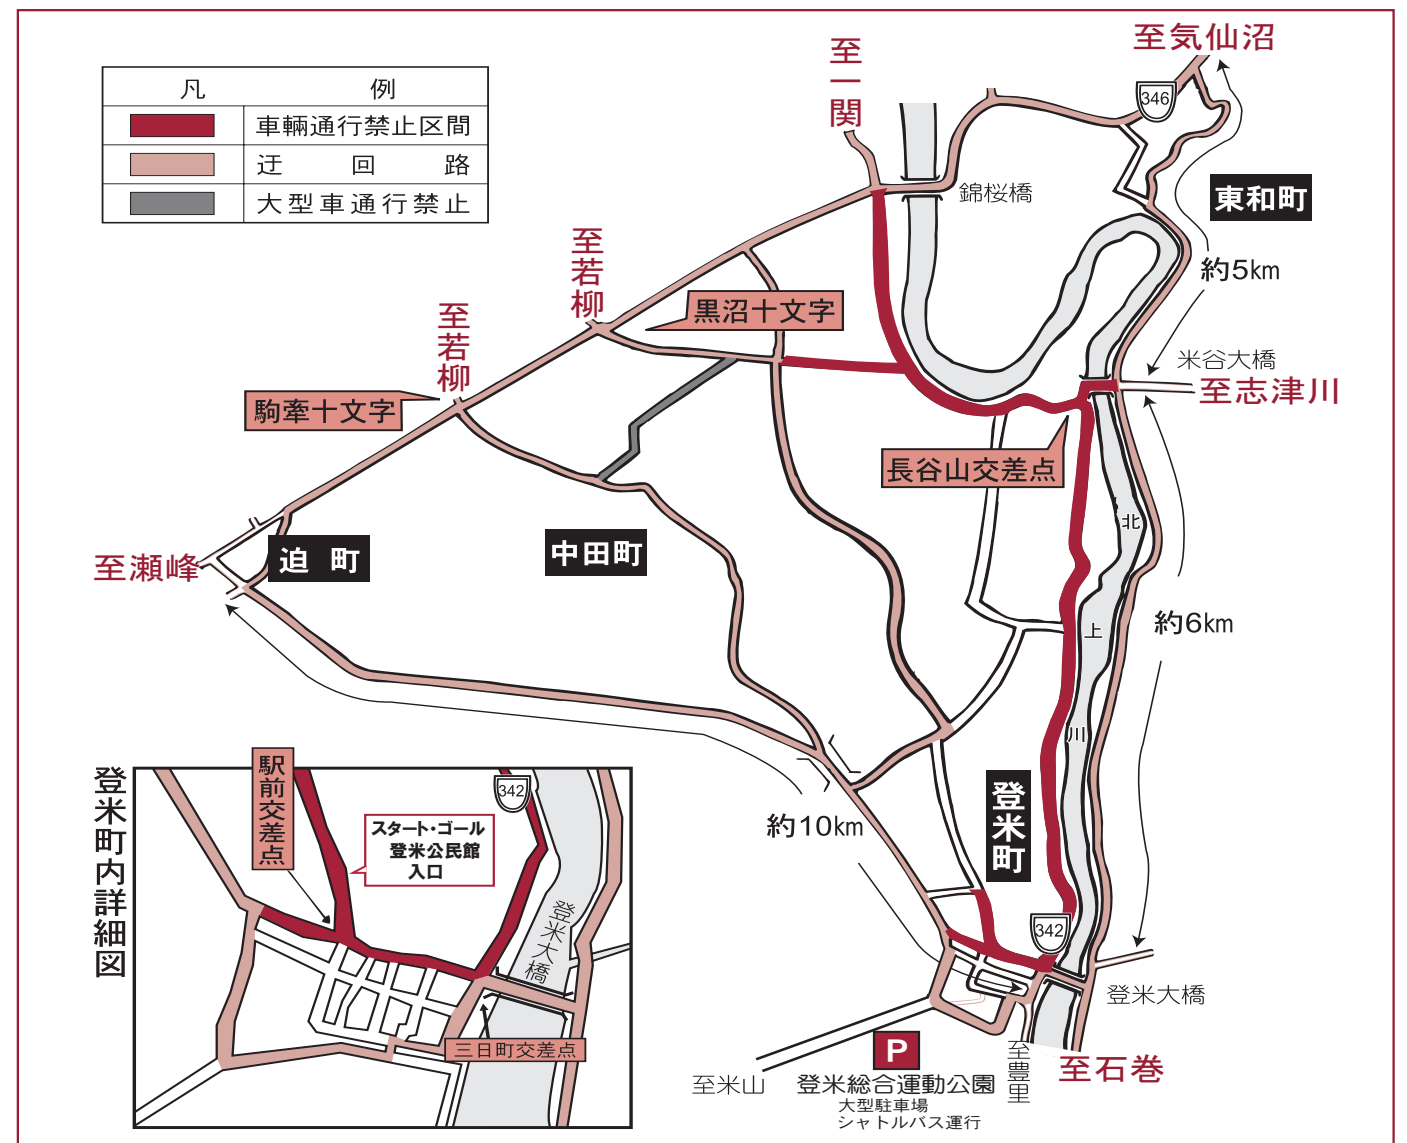 凡例
車輛通行禁止区間
迂回路
大型車通行禁止
至一関
至気仙沼
346
錦桜橋
東和町
約5km
至若柳
黒沼十文字
至若柳
駒牽十文字
米谷大橋
至志津川
長谷山交差点
北
上
川
迫町
中田町
至瀬峰
約6km
登米町
約10km
342
登米大橋
至石巻
至豊里
至米山
P
登米総合運動公園
大型駐車場
シャトルバス運行
登米町内詳細図
駅前交差点
342
スタート・ゴール
登米公民館
入口
登米大橋
三日町交差点